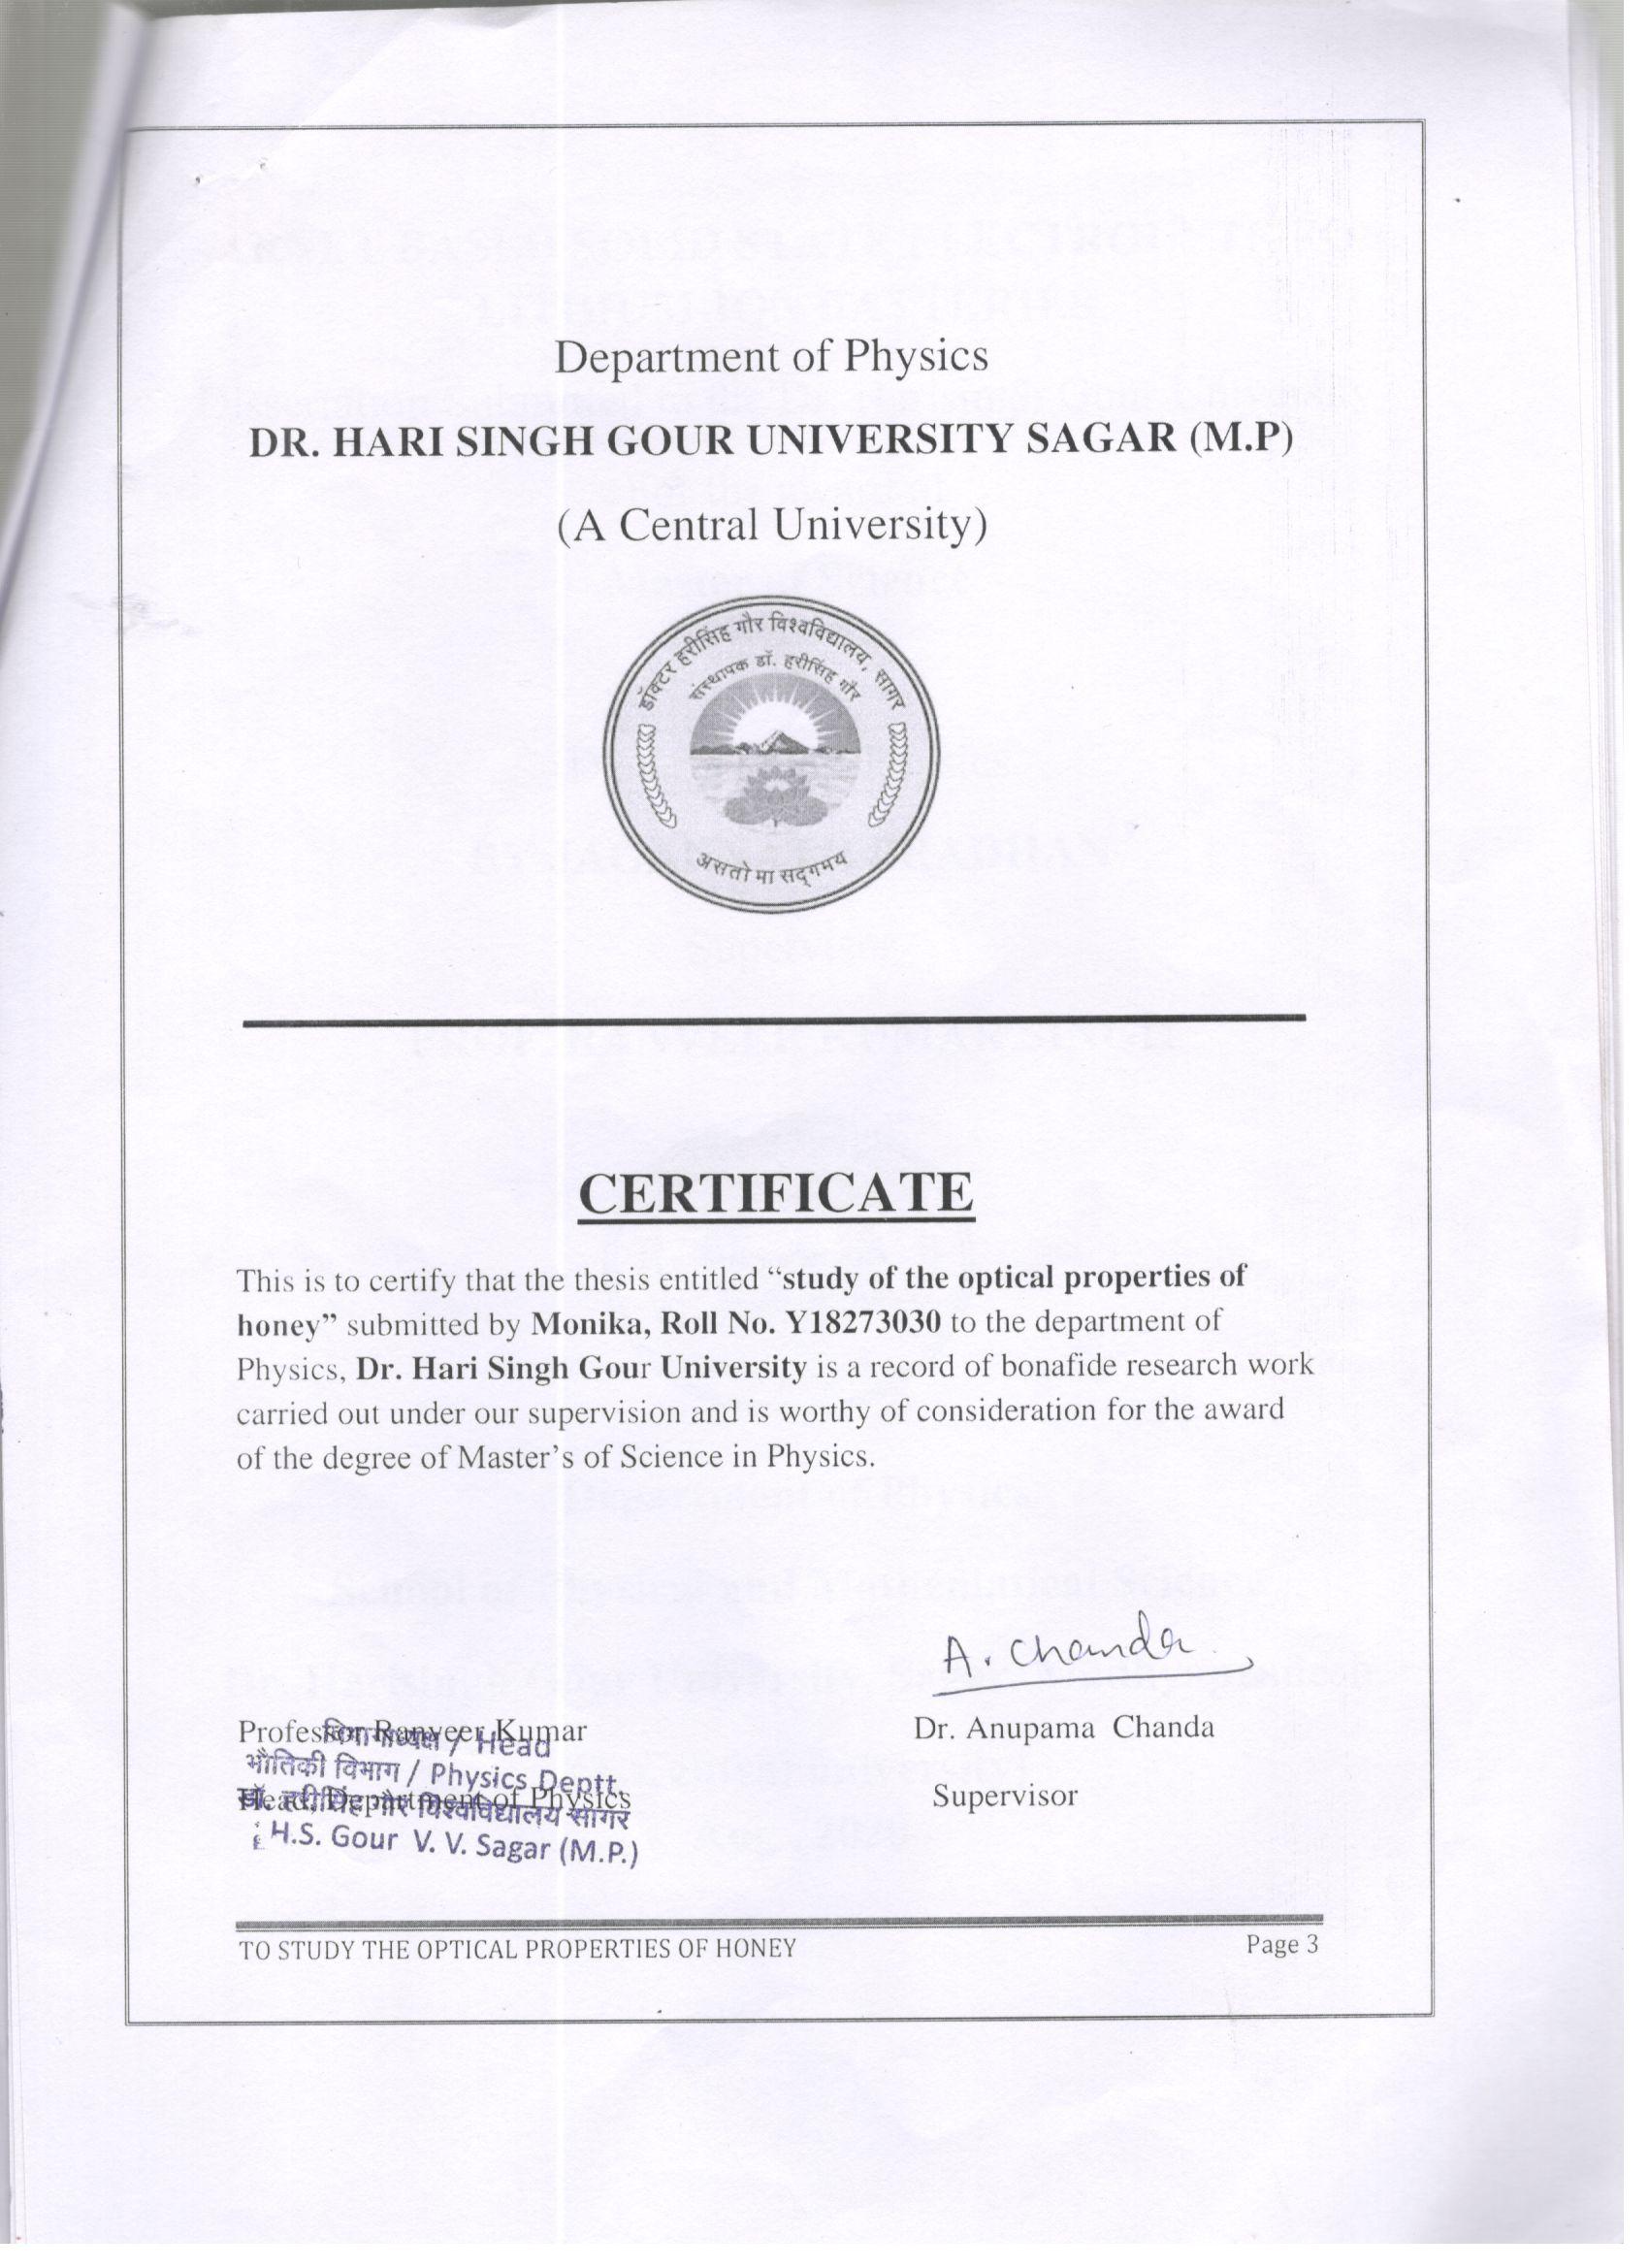 Department of Physics
DR. HARI SINGH GOUR UNIVERSITY SAGAR (M.P)
(A Central University)
डॉक्टर हरीसिंह गौर विश्वविद्यालय, सागर
संस्थापक डॉ. हरीसिंह गौर
असतो मा सद्गमय
CERTIFICATE
This is to certify that the thesis entitled “study of the optical properties of
honey” submitted by Monika, Roll No. Y18273030 to the department of
Physics, Dr. Hari Singh Gour University is a record of bonafide research work
carried out under our supervision and is worthy of consideration for the award
of the degree of Master’s of Science in Physics.
A. Chanda
Professor Ranveer Kumar
Dr. Anupama Chanda
विभागाध्यक्ष / Head
भौतिकी विभाग / Physics Deptt.
Head, Department of Physics
Supervisor
डॉ. हरीसिंह गौर विश्वविद्यालय सागर
H.S. Gour V. V. Sagar (M.P.)
TO STUDY THE OPTICAL PROPERTIES OF HONEY
Page 3